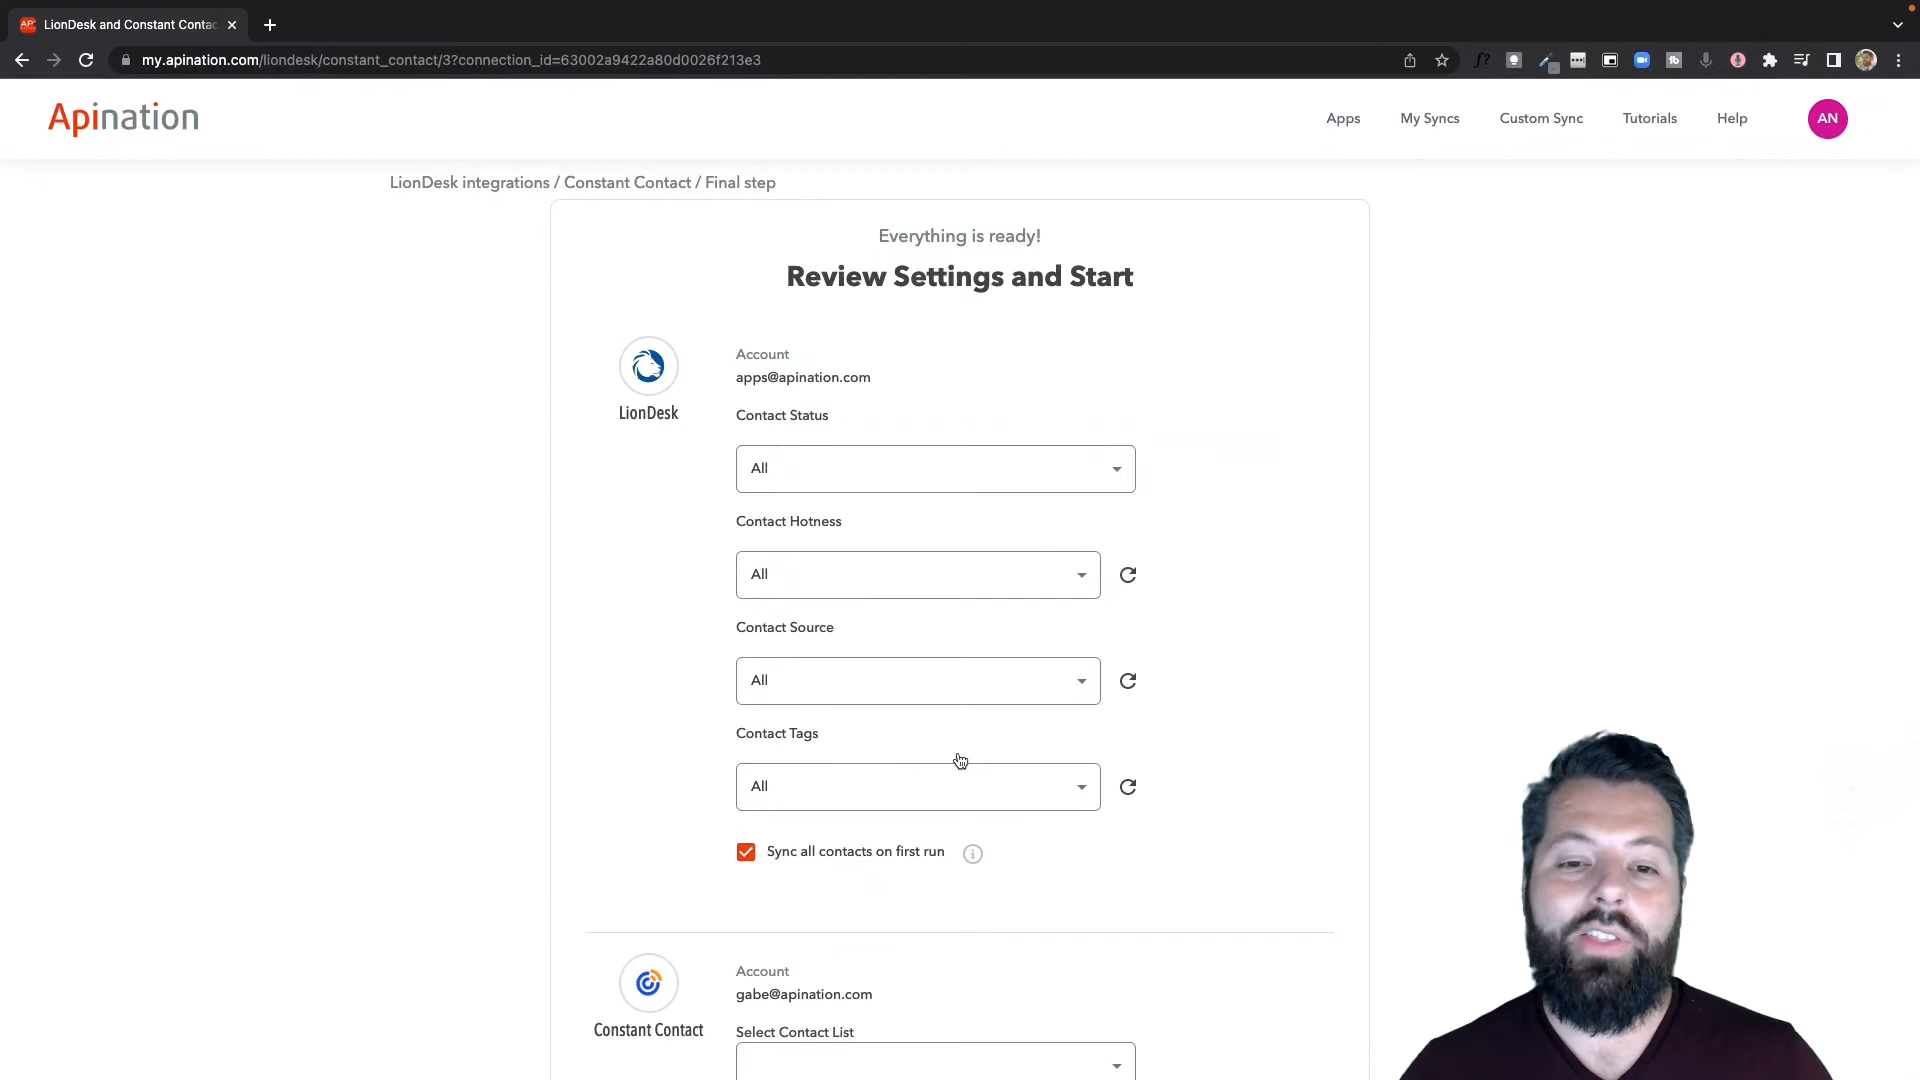 LionDesk and Constant Contac
my.apination.com/liondesk/constant_contact/3?connection_id=63002a9422a80d0026f213e3
Apination
Apps
My Syncs
Custom Sync
Tutorials
Help
AN
LionDesk integrations / Constant Contact / Final step
Everything is ready!
Review Settings and Start
LionDesk
Account
apps@apination.com
Contact Status
All
Contact Hotness
All
Contact Source
All
Contact Tags
All
Sync all contacts on first run
Constant Contact
Account
gabe@apination.com
Select Contact List